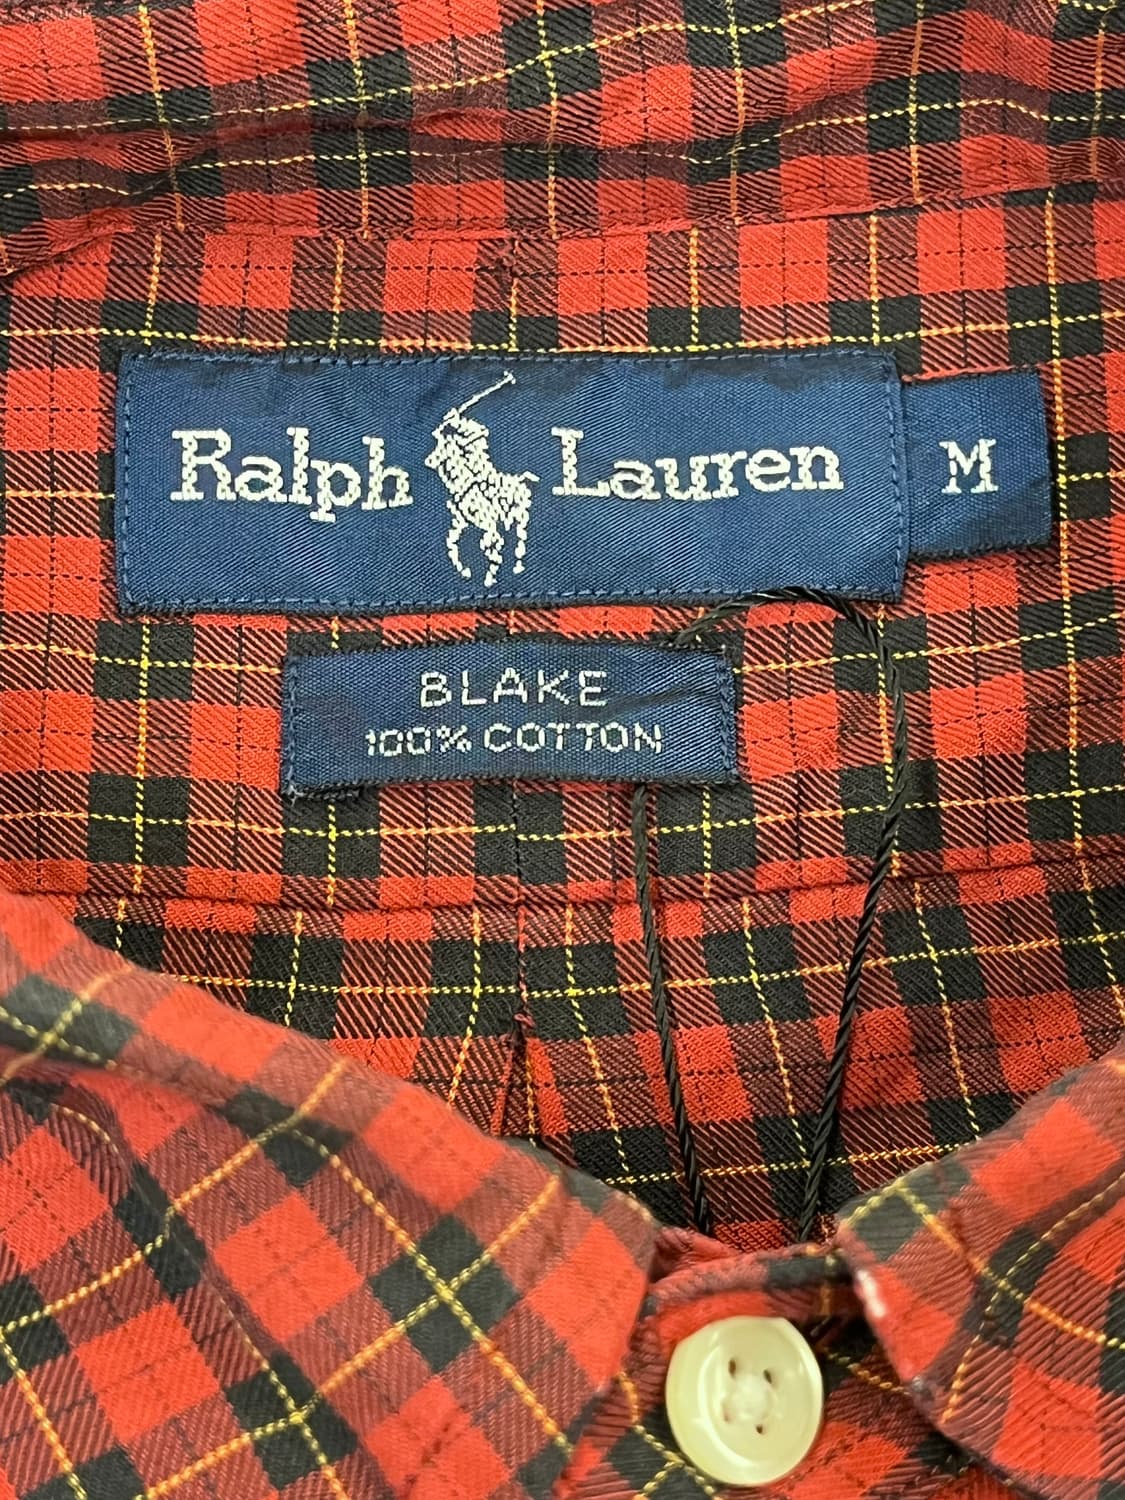 Ralph Lauren
M
BLAKE
100% COTTON